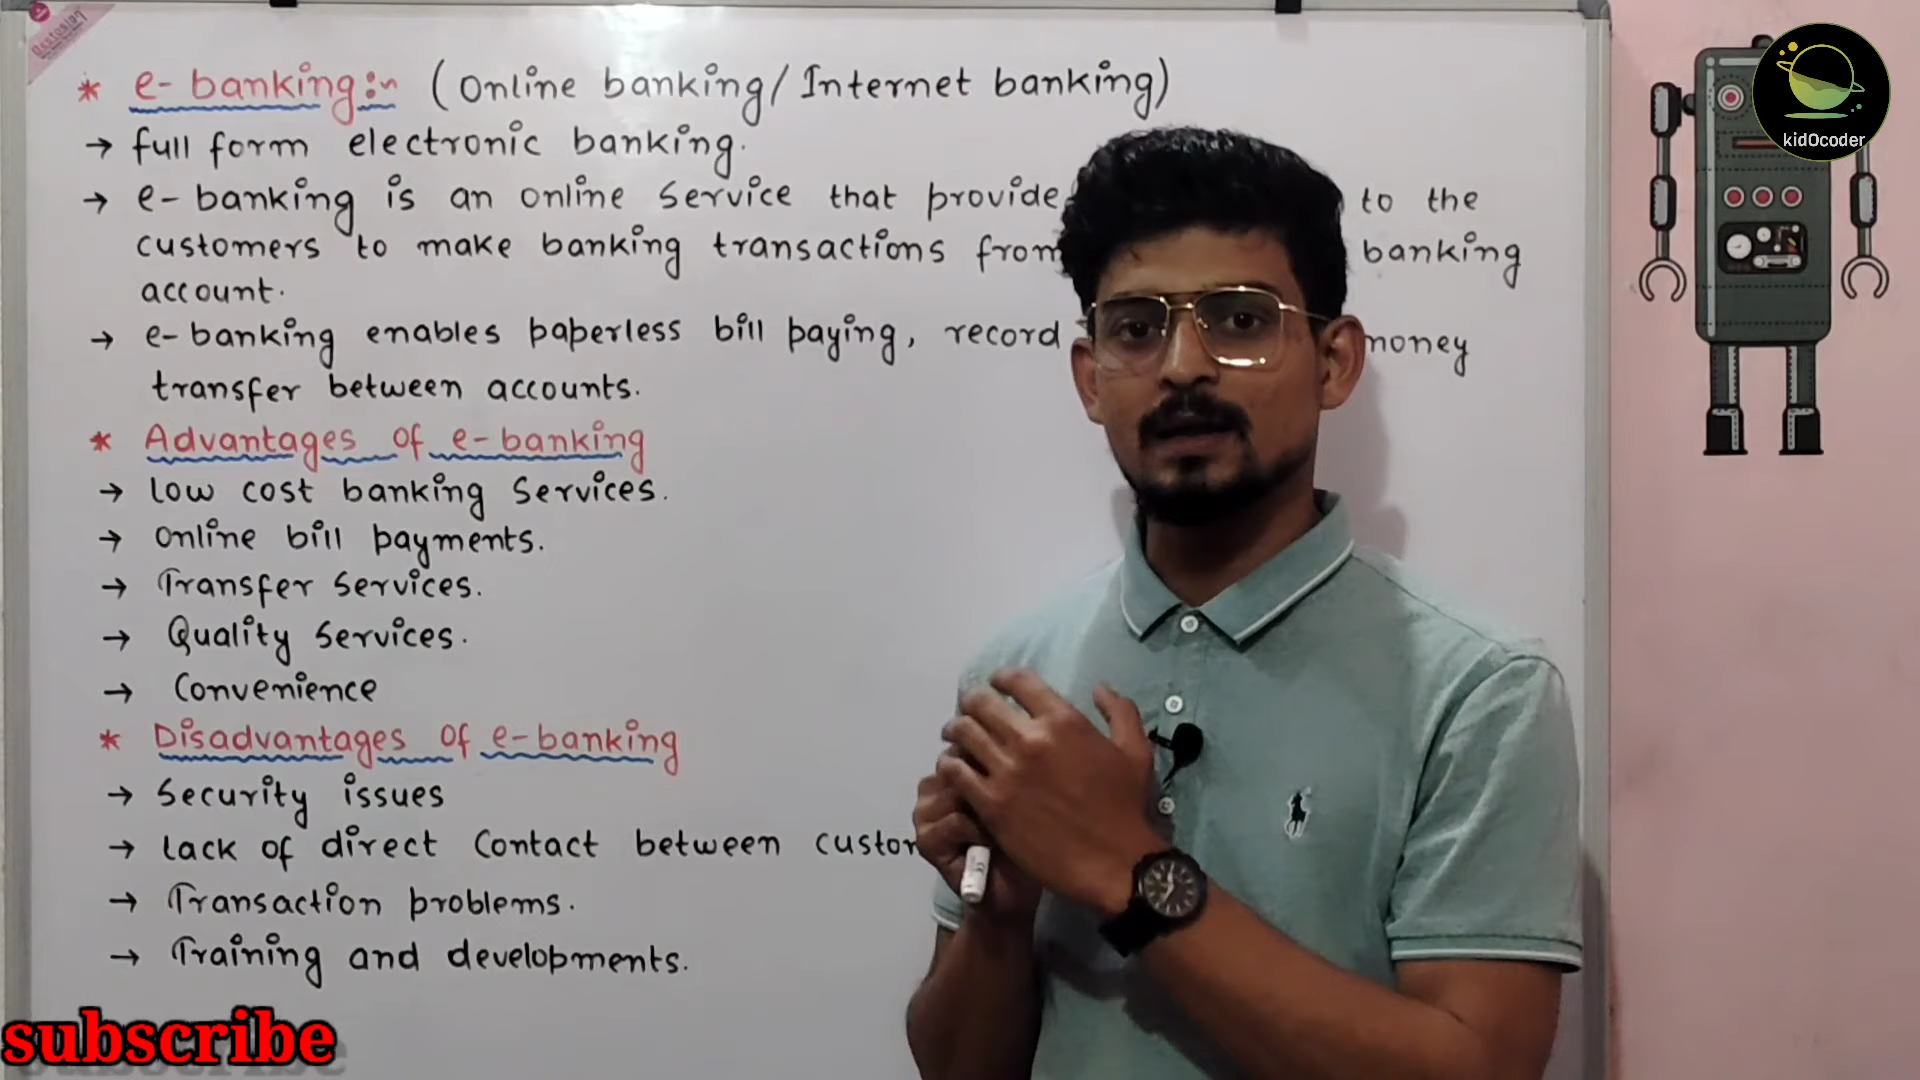 * e-banking:~ (Online banking/Internet banking)
→ full form electronic banking.
→ e-banking is an online service that provide to the
customers to make banking transactions from banking
account.
→ e-banking enables paperless bill paying, record money
transfer between accounts.
* Advantages of e-banking
→ low cost banking services.
→ Online bill payments.
→ Transfer services.
→ Quality services.
→ Convenience
* Disadvantages of e-banking
→ Security issues
→ lack of direct contact between
→ Transaction problems.
→ Training and developments.
subscribe
kidOcoder